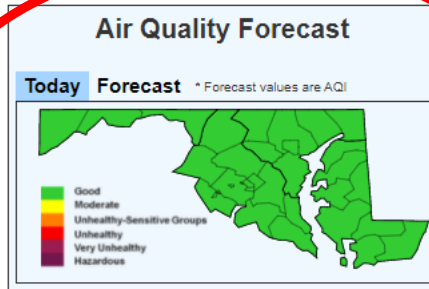 Air Quality Forecast
Today Forecast * Forecast values are AQI
Good
Moderate
Unhealthy-Sensitive Groups
Unhealthy
Very Unhealthy
Hazardous